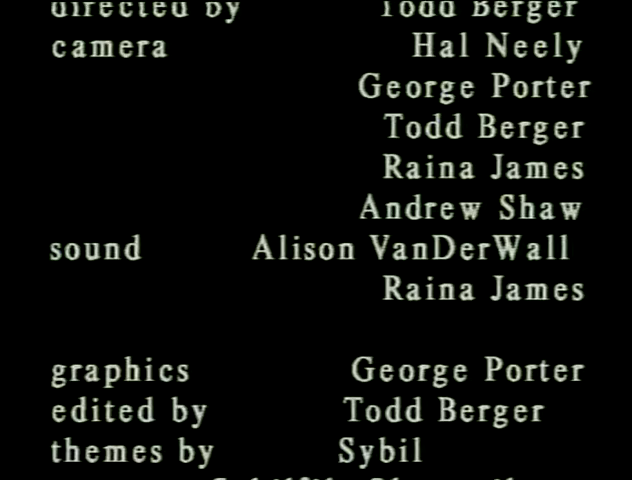 directed by Todd Berger
camera Hal Neely
George Porter
Todd Berger
Raina James
Andrew Shaw
sound Alison VanDerWall
Raina James
graphics George Porter
edited by Todd Berger
themes by Sybil